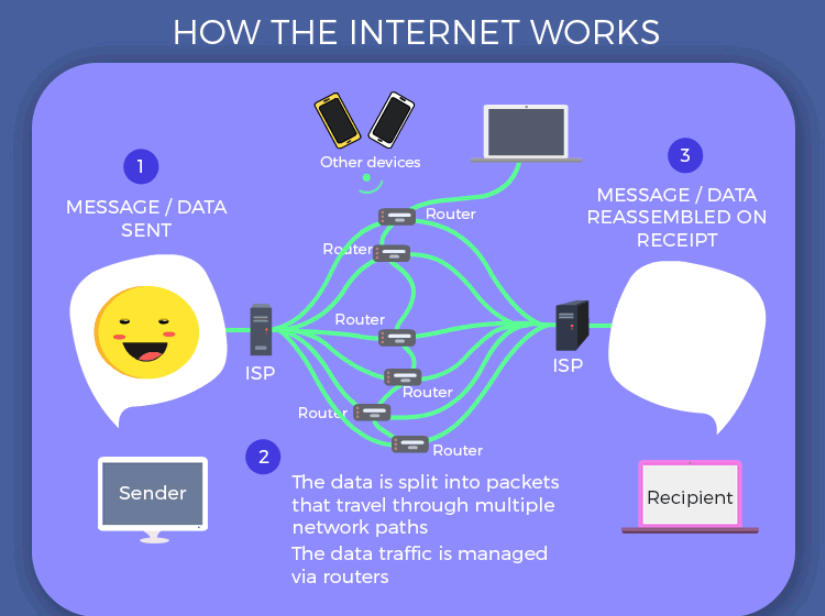 HOW THE INTERNET WORKS
1
MESSAGE / DATA
SENT
Other devices
3
MESSAGE / DATA
REASSEMBLED ON
RECEIPT
Router
Router
Router
Router
Router
Router
ISP
ISP
Sender
2
The data is split into packets
that travel through multiple
network paths
The data traffic is managed
via routers
Recipient